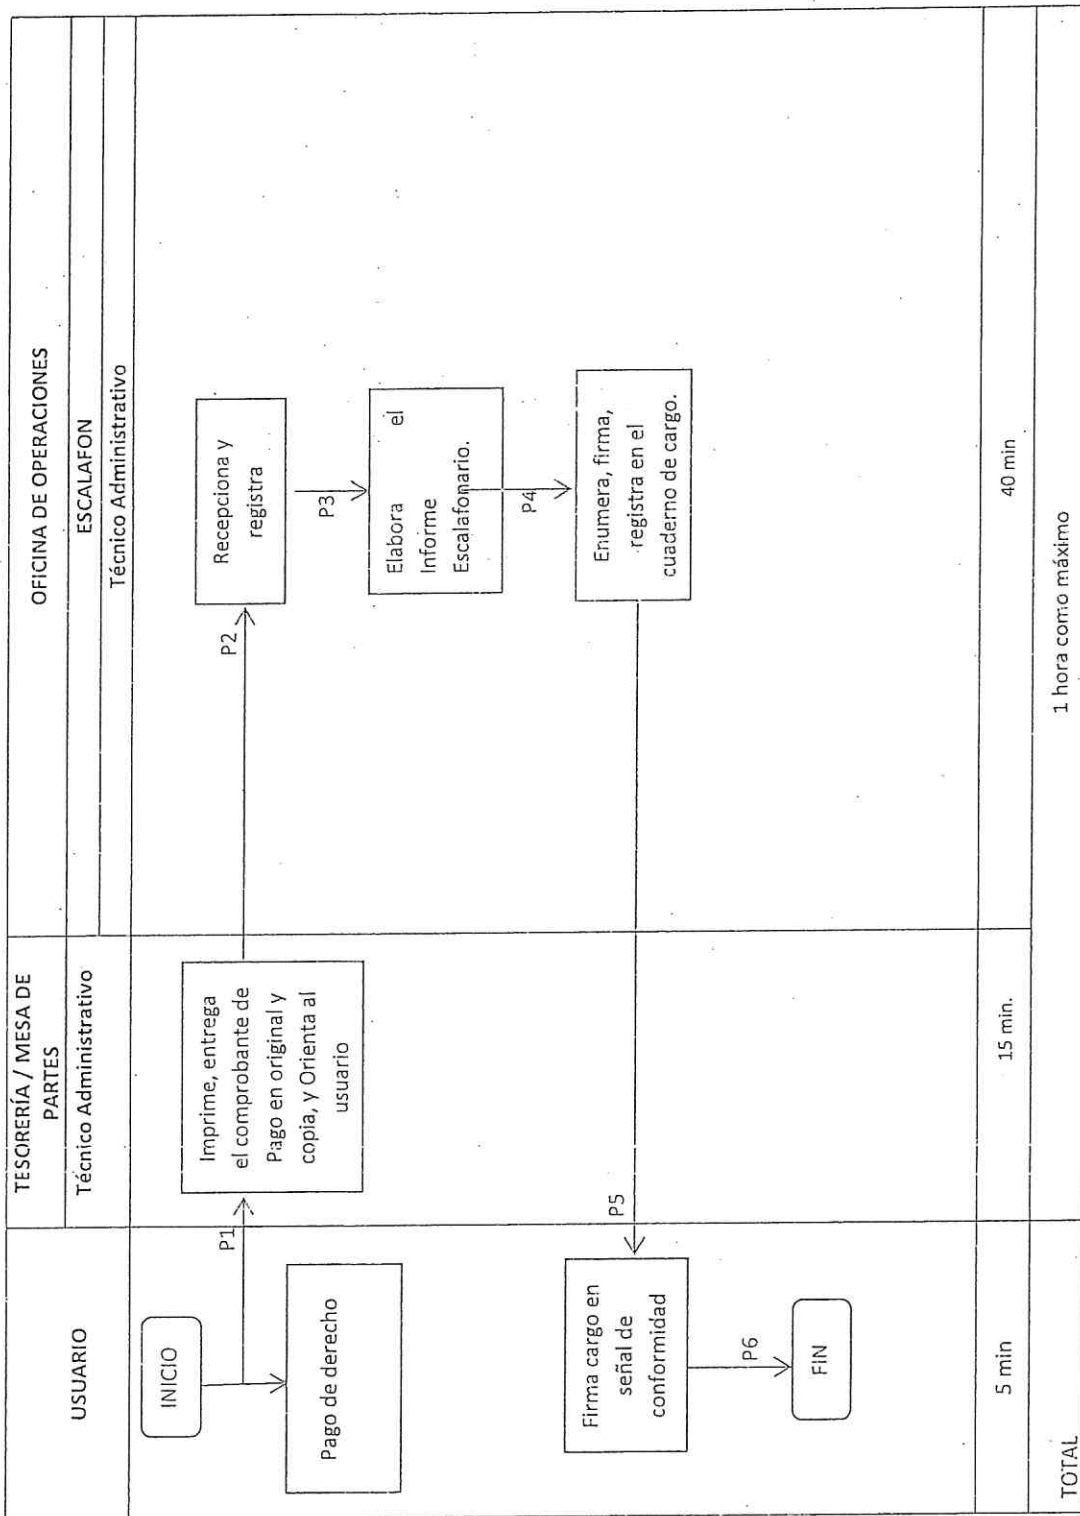 USUARIO
TESORERÍA / MESA DE
PARTES
Técnico Administrativo
OFICINA DE OPERACIONES
ESCALAFON
Técnico Administrativo
INICIO
P1
Pago de derecho
Imprime, entrega
el comprobante de
Pago en original y
copia, y Orienta al
usuario
P2
Recepciona y
registra
P3
Elabora el
Informe
Escalafonario.
P4
Enumera, firma,
registra en el
cuaderno de cargo.
P5
Firma cargo en
señal de
conformidad
P6
FIN
5 min
15 min.
40 min
TOTAL
1 hora como máximo